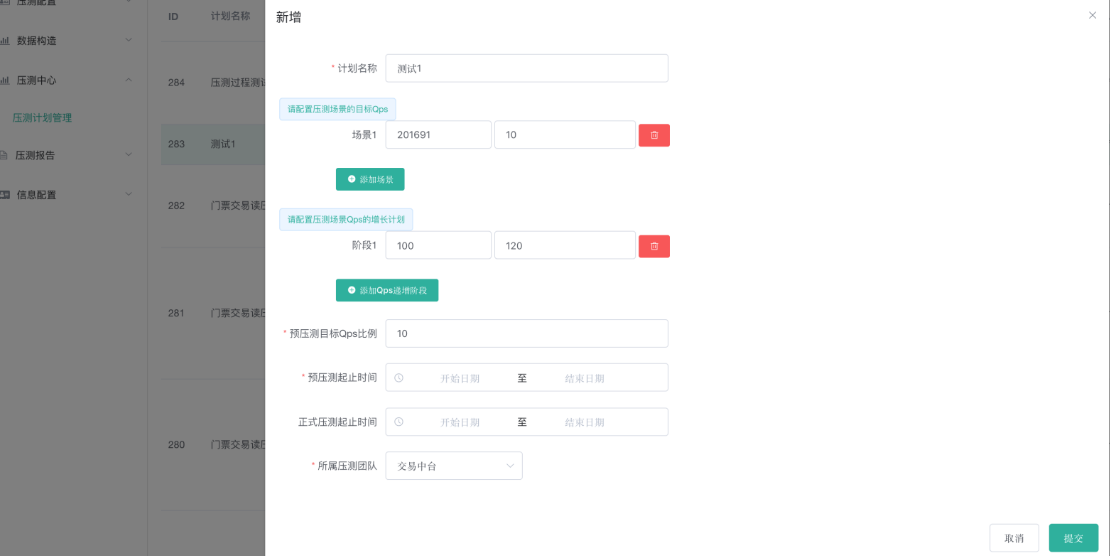 压测配置
ID
计划名称
新增
数据构造
284
压测过程测试
* 计划名称
测试1
压测中心
请配置压测场景的目标Qps
压测计划管理
283
测试1
场景1
201691
10
压测报告
添加场景
信息配置
282
门票交易读压
请配置压测场景Qps的增长计划
阶段1
100
120
添加Qps递增阶段
281
门票交易读压
* 预压测目标Qps比例
10
* 预压测起止时间
开始日期
至
结束日期
正式压测起止时间
开始日期
至
结束日期
280
门票交易读压
* 所属压测团队
交易中台
取消
提交